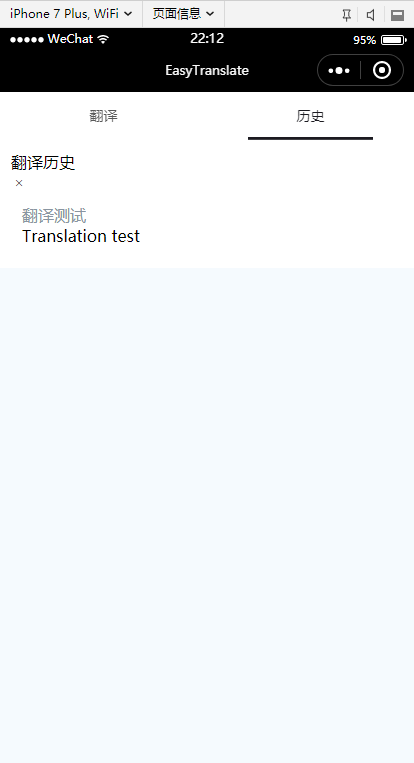 iPhone 7 Plus, WiFi 页面信息
WeChat 22:12 95%
EasyTranslate
翻译 历史
翻译历史
×
翻译测试
Translation test